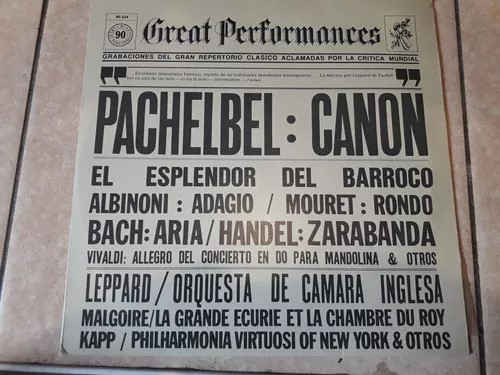 90
Great Performances
GRABACIONES DEL GRAN REPERTORIO CLASICO ACLAMADAS POR LA CRITICA MUNDIAL
PACHELBEL: CANON
EL ESPLENDOR DEL BARROCO
ALBINONI: ADAGIO / MOURET: RONDO
BACH: ARIA / HANDEL: ZARABANDA
VIVALDI: ALLEGRO DEL CONCIERTO EN DO PARA MANDOLINA & OTROS
LEPPARD / ORQUESTA DE CAMARA INGLESA
MALGOIRE/LA GRANDE ECURIE ET LA CHAMBRE DU ROY
KAPP / PHILHARMONIA VIRTUOSI OF NEW YORK & OTROS